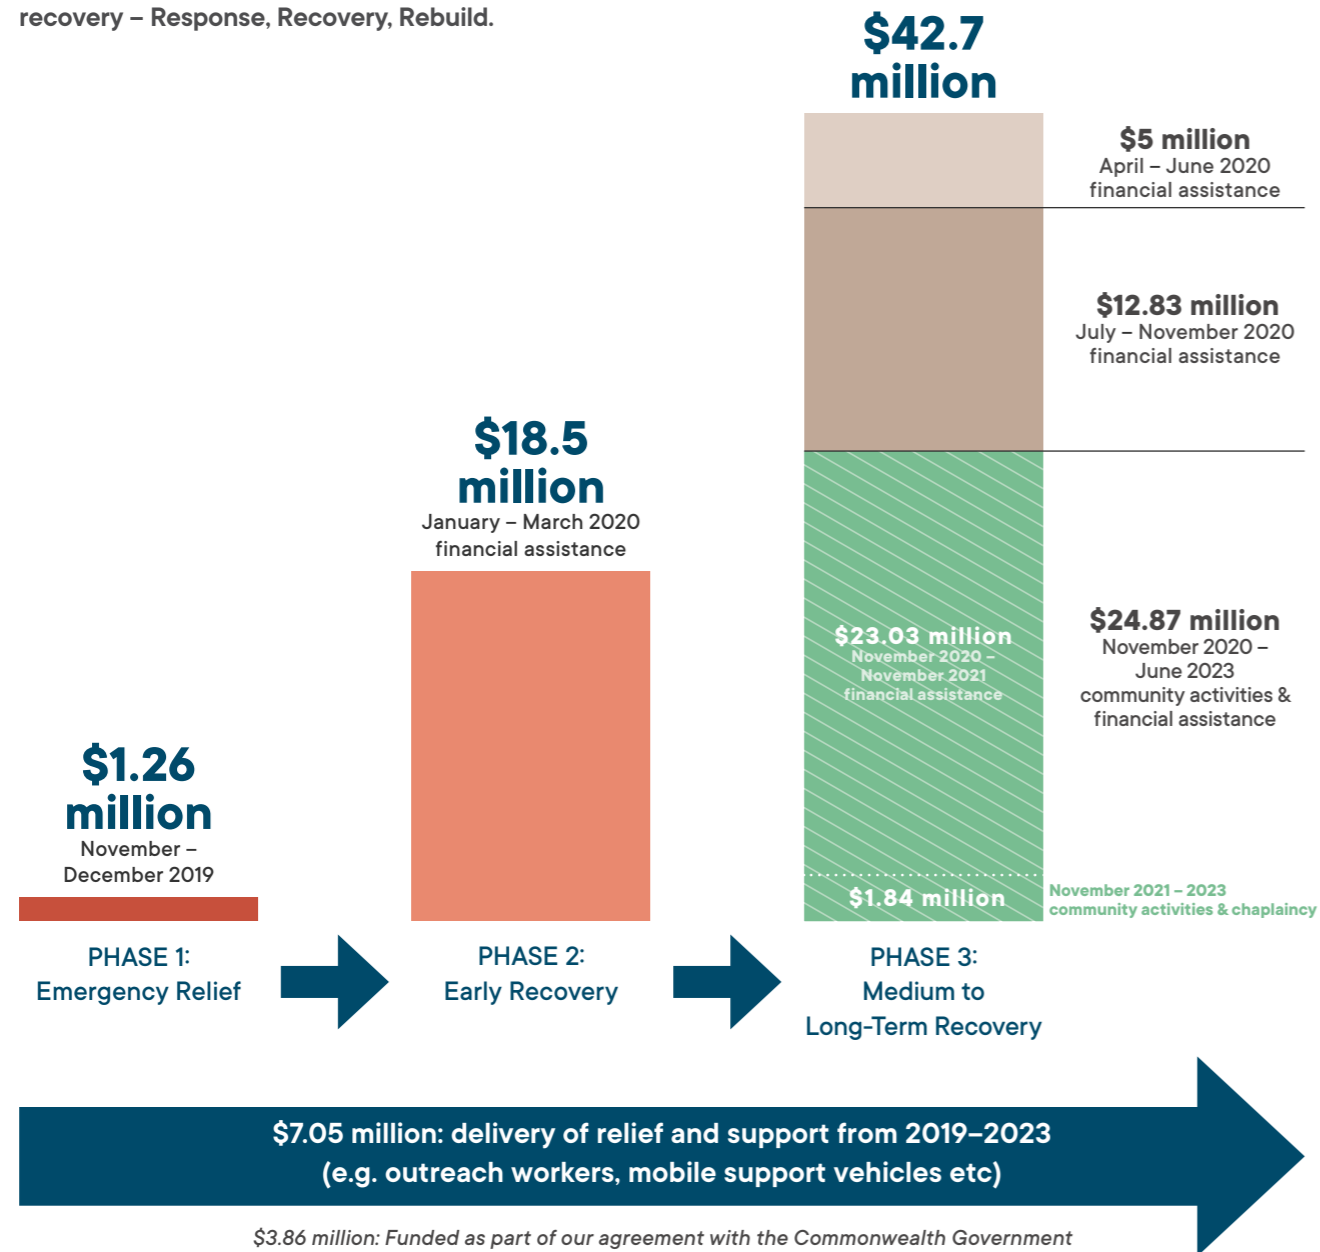 recovery – Response, Recovery, Rebuild.
$42.7
million
$5 million
April – June 2020
financial assistance
$12.83 million
July – November 2020
financial assistance
$18.5
million
January – March 2020
financial assistance
$23.03 million
November 2020 –
November 2021
financial assistance
$24.87 million
November 2020 –
June 2023
community activities &
financial assistance
$1.26
million
November –
December 2019
$1.84 million
November 2021 – 2023
community activities & chaplaincy
PHASE 1:
Emergency Relief
PHASE 2:
Early Recovery
PHASE 3:
Medium to
Long-Term Recovery
$7.05 million: delivery of relief and support from 2019–2023
(e.g. outreach workers, mobile support vehicles etc)
$3.86 million: Funded as part of our agreement with the Commonwealth Government